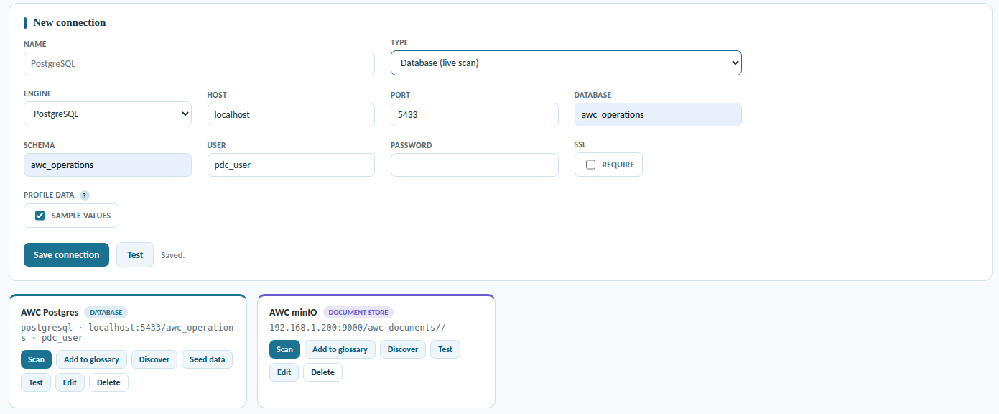 New connection
NAME
TYPE
PostgreSQL
Database (live scan)
ENGINE
HOST
PORT
DATABASE
PostgreSQL
localhost
5433
awc_operations
SCHEMA
USER
PASSWORD
SSL
awc_operations
pdc_user
REQUIRE
PROFILE DATA ?
SAMPLE VALUES
Save connection
Test
Saved.
AWC Postgres DATABASE
postgresql · localhost:5433/awc_operation
s · pdc_user
Scan
Add to glossary
Discover
Seed data
Test
Edit
Delete
AWC minIO DOCUMENT STORE
192.168.1.200:9000/awc-documents//
Scan
Add to glossary
Discover
Test
Edit
Delete